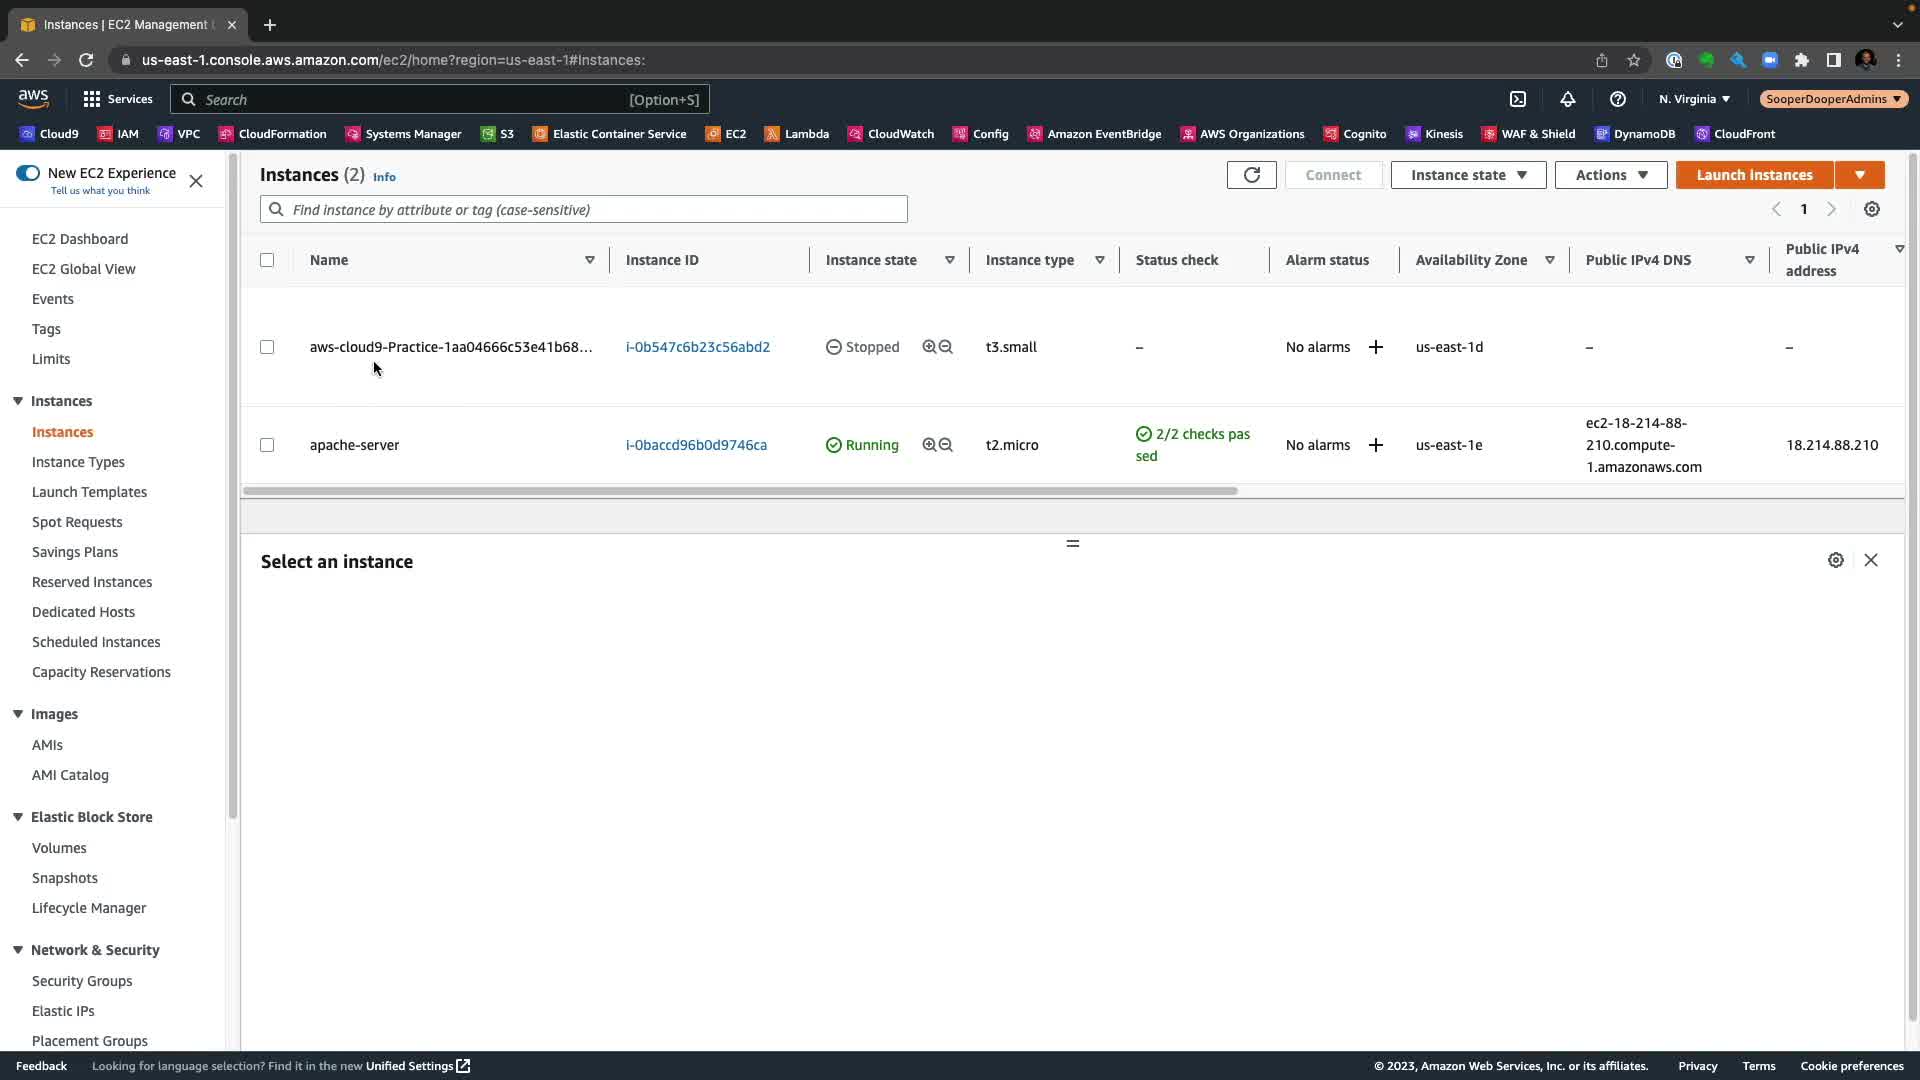 Instances | EC2 Management
us-east-1.console.aws.amazon.com/ec2/home?region=us-east-1#Instances:
aws
Services
Search
[Option+S]
N. Virginia
SooperDooperAdmins
Cloud9
IAM
VPC
CloudFormation
Systems Manager
S3
Elastic Container Service
EC2
Lambda
CloudWatch
Config
Amazon EventBridge
AWS Organizations
Cognito
Kinesis
WAF & Shield
DynamoDB
CloudFront
New EC2 Experience
Tell us what you think
EC2 Dashboard
EC2 Global View
Events
Tags
Limits
Instances
Instances
Instance Types
Launch Templates
Spot Requests
Savings Plans
Reserved Instances
Dedicated Hosts
Scheduled Instances
Capacity Reservations
Images
AMIs
AMI Catalog
Elastic Block Store
Volumes
Snapshots
Lifecycle Manager
Network & Security
Security Groups
Elastic IPs
Placement Groups
Instances (2) Info
Connect
Instance state
Actions
Launch instances
Find instance by attribute or tag (case-sensitive)
1
Name
Instance ID
Instance state
Instance type
Status check
Alarm status
Availability Zone
Public IPv4 DNS
Public IPv4
address
aws-cloud9-Practice-1aa04666c53e41b68...
i-0b547c6b23c56abd2
Stopped
t3.small
–
No alarms
us-east-1d
–
–
apache-server
i-0baccd96b0d9746ca
Running
t2.micro
2/2 checks pas
sed
No alarms
us-east-1e
ec2-18-214-88-
210.compute-
1.amazonaws.com
18.214.88.210
Select an instance
Feedback
Looking for language selection? Find it in the new Unified Settings
© 2023, Amazon Web Services, Inc. or its affiliates.
Privacy
Terms
Cookie preferences